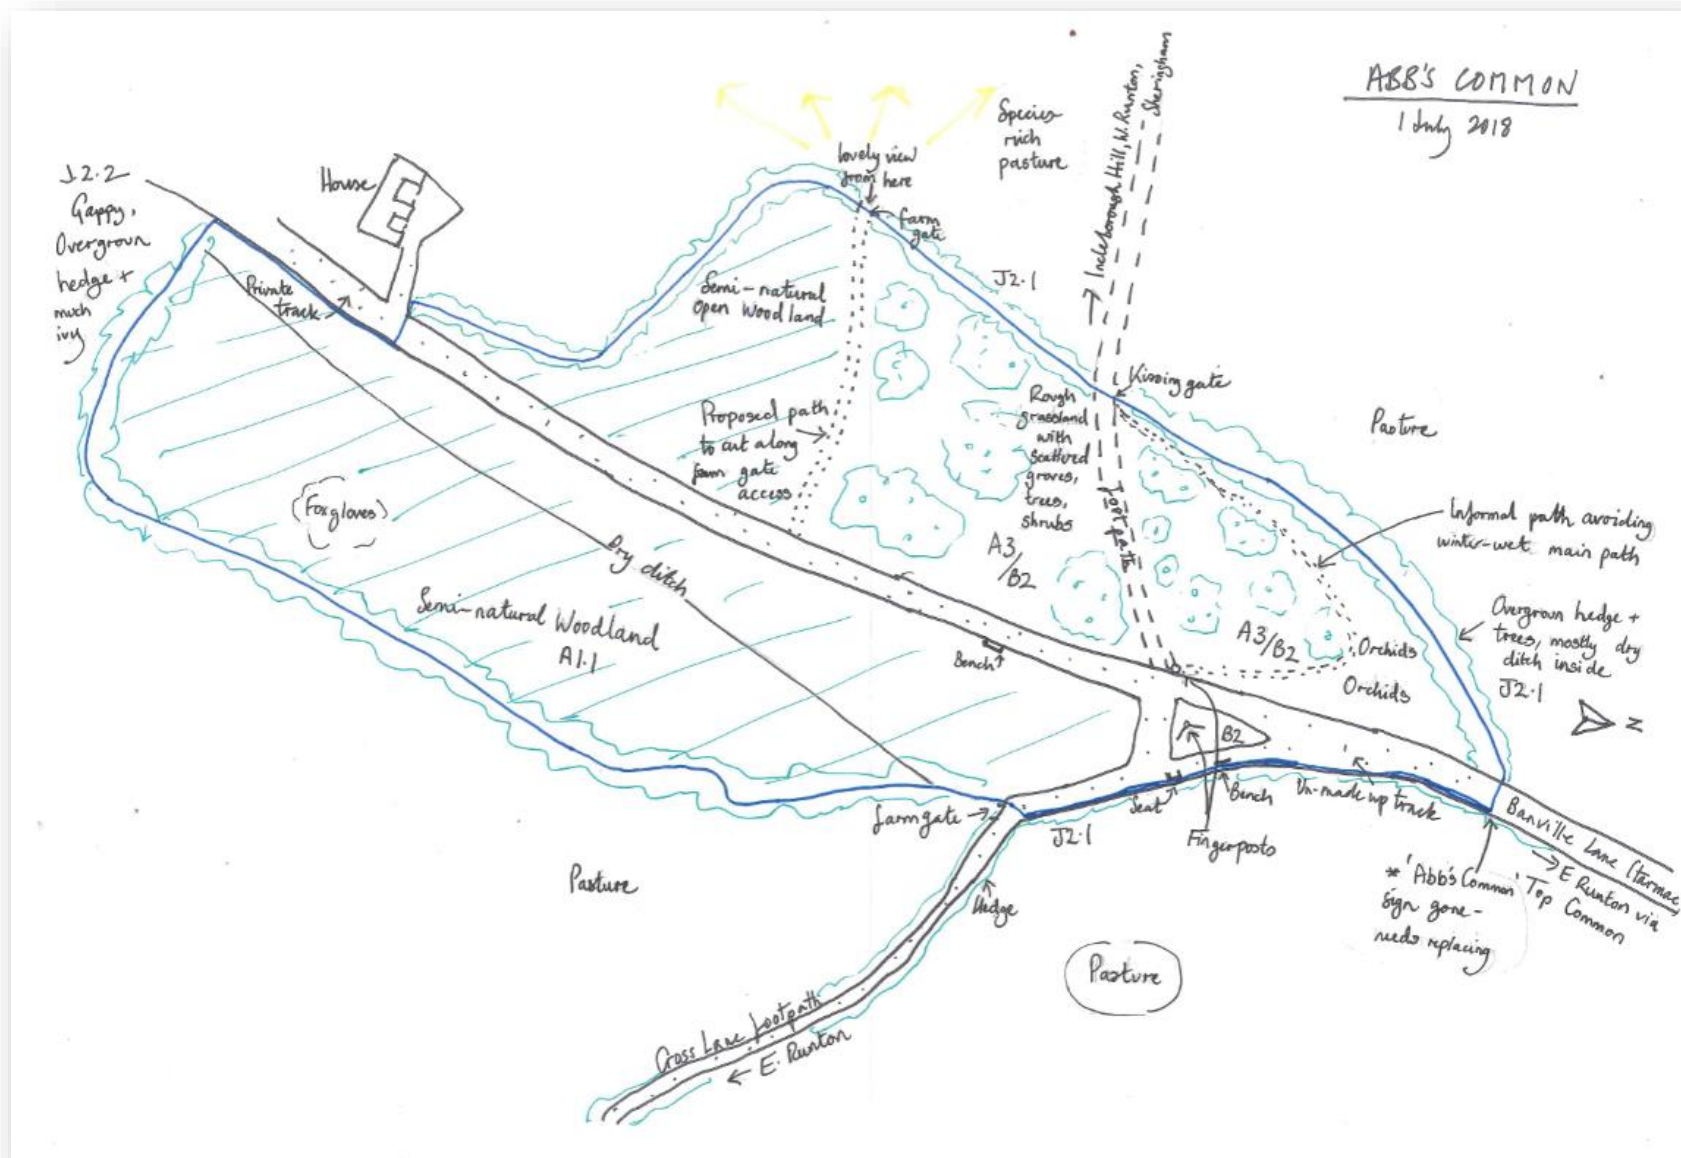 ABB'S COMMON
1 July 2018
Incleborough Hill, W. Runton,
Sheringham
Species
rich
pasture
lovely view
from here
farm
gate
J2.2
Gappy,
Overgrown
hedge +
much
ivy
House
Private
track
Semi-natural
open Woodland
J2.1
Kissing gate
Pasture
Rough
grassland
with
scattered
groves,
trees,
shrubs
Proposed path
to cut along
farm gate
access
Footpath
A3
/B2
Informal path avoiding
winter-wet main path
(Foxgloves)
Dry ditch
Semi-natural Woodland
A1.1
Bench
A3/B2
Orchids
Orchids
Overgrown hedge +
trees, mostly dry
ditch inside
J2.1
N
B2
farmgate
J2.1
Seat
Bench
Un-made up track
Fingerposts
Banville Lane (tarmac)
E Runton via
Top Common
* 'Abb's Common'
sign gone -
needs replacing
Pasture
Hedge
Pasture
Cross Lane footpath
← E. Runton